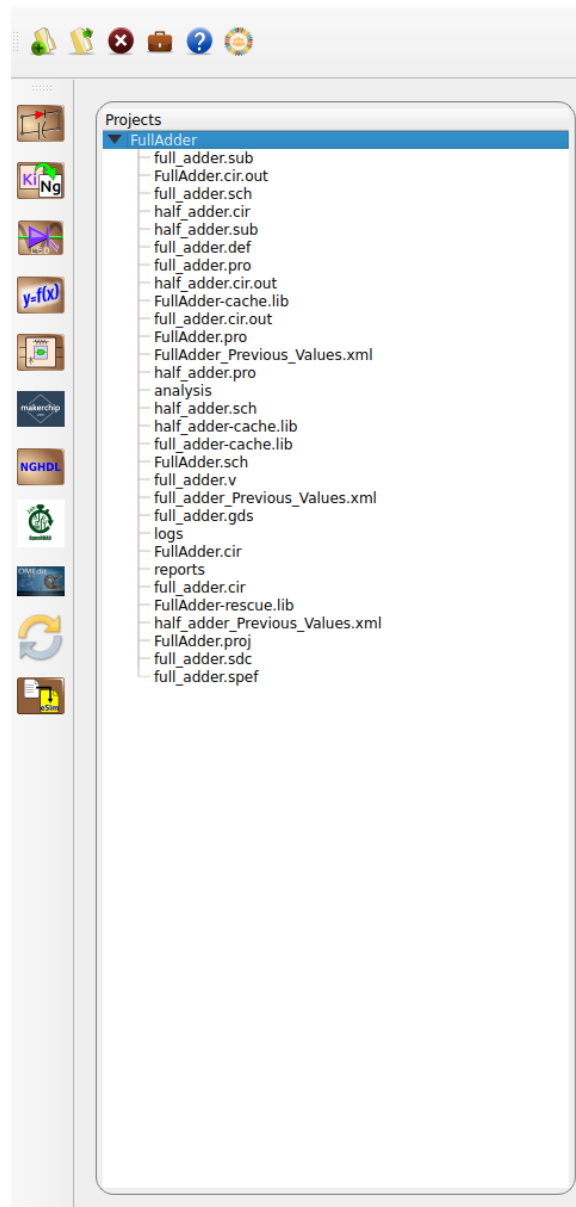 Projects
FullAdder
full_adder.sub
FullAdder.cir.out
full_adder.sch
half_adder.cir
half_adder.sub
full_adder.def
full_adder.pro
half_adder.cir.out
FullAdder-cache.lib
full_adder.cir.out
FullAdder.pro
FullAdder_Previous_Values.xml
half_adder.pro
analysis
half_adder.sch
half_adder-cache.lib
full_adder-cache.lib
FullAdder.sch
full_adder.v
full_adder_Previous_Values.xml
full_adder.gds
logs
FullAdder.cir
reports
full_adder.cir
FullAdder-rescue.lib
half_adder_Previous_Values.xml
FullAdder.proj
full_adder.sdc
full_adder.spef
Ki Ng
y=f(x)
makerchip
NGHDL
OpenROAD
OMEdit
eSim